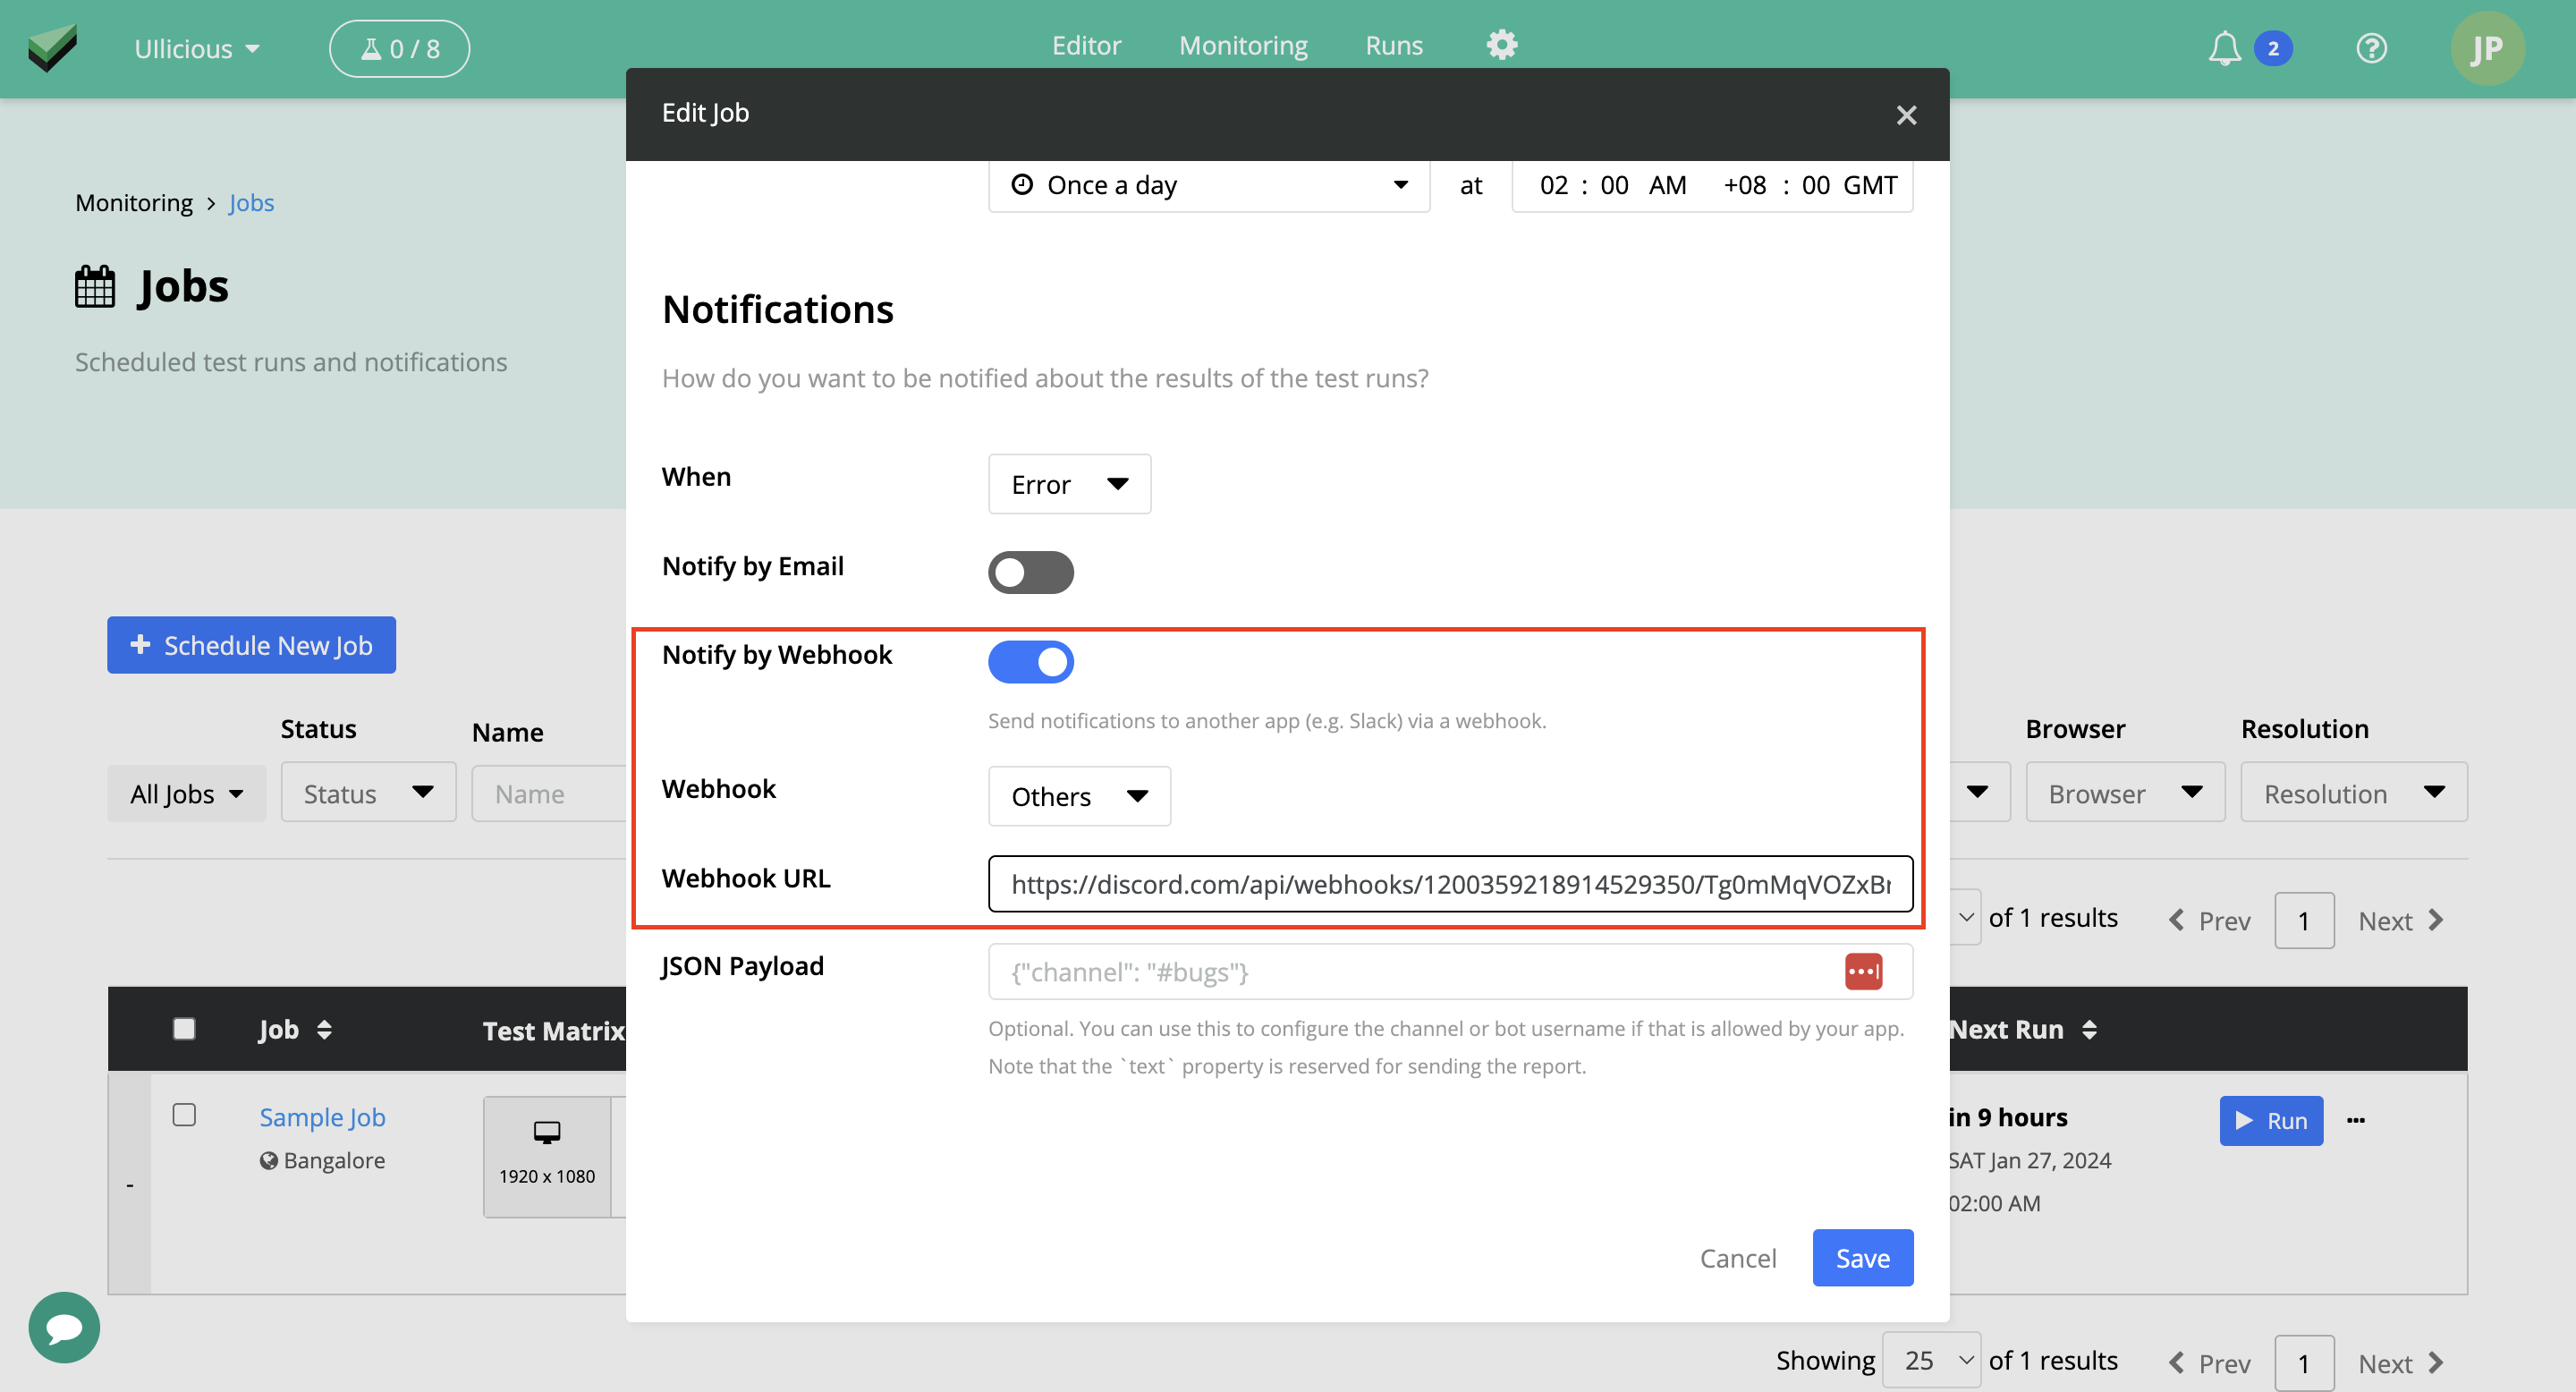 UIlicious
0 / 8
Editor
Monitoring
Runs
2
JP
Edit Job
Once a day
at
02 : 00 AM +08 : 00 GMT
Monitoring > Jobs
Jobs
Scheduled test runs and notifications
Notifications
How do you want to be notified about the results of the test runs?
When
Error
Notify by Email
Notify by Webhook
Send notifications to another app (e.g. Slack) via a webhook.
Webhook
Others
Webhook URL
https://discord.com/api/webhooks/1200359218914529350/Tg0mMqVOZxBr
JSON Payload
{"channel": "#bugs"}
Optional. You can use this to configure the channel or bot username if that is allowed by your app.
Note that the `text` property is reserved for sending the report.
Cancel
Save
+ Schedule New Job
Status
Name
Browser
Resolution
All Jobs
Status
Name
Browser
Resolution
of 1 results
Prev
1
Next
Job
Test Matrix
Next Run
Sample Job
Bangalore
-
1920 x 1080
in 9 hours
SAT Jan 27, 2024
02:00 AM
Run
Showing 25 of 1 results
Prev
1
Next